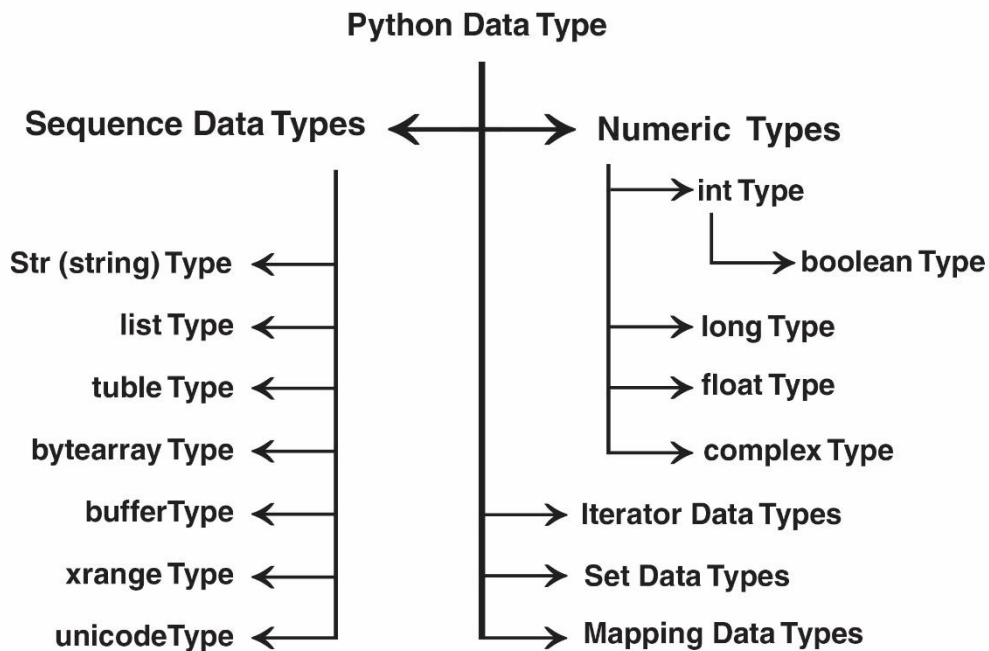 Python Data Type
Sequence Data Types
Str (string) Type
list Type
tuble Type
bytearray Type
bufferType
xrange Type
unicodeType
Numeric Types
int Type
boolean Type
long Type
float Type
complex Type
Iterator Data Types
Set Data Types
Mapping Data Types